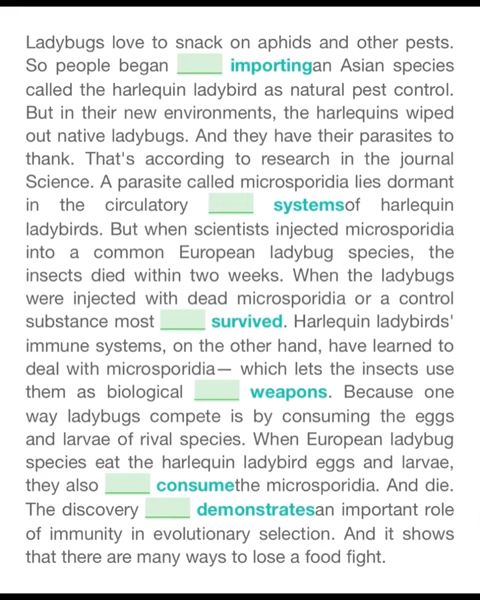 Ladybugs love to snack on aphids and other pests.
So people began ____ importingan Asian species
called the harlequin ladybird as natural pest control.
But in their new environments, the harlequins wiped
out native ladybugs. And they have their parasites to
thank. That's according to research in the journal
Science. A parasite called microsporidia lies dormant
in the circulatory ____ systemsof harlequin
ladybirds. But when scientists injected microsporidia
into a common European ladybug species, the
insects died within two weeks. When the ladybugs
were injected with dead microsporidia or a control
substance most ____ survived. Harlequin ladybirds'
immune systems, on the other hand, have learned to
deal with microsporidia— which lets the insects use
them as biological ____ weapons. Because one
way ladybugs compete is by consuming the eggs
and larvae of rival species. When European ladybug
species eat the harlequin ladybird eggs and larvae,
they also ____ consumethe microsporidia. And die.
The discovery ____ demonstratesan important role
of immunity in evolutionary selection. And it shows
that there are many ways to lose a food fight.